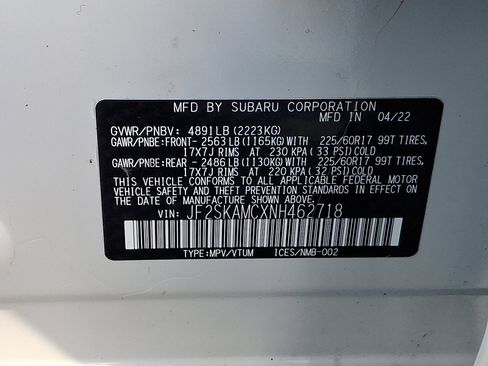 MFD BY SUBARU CORPORATION
MFD IN 04/22
GVWR/PNBV: 4891LB(2223KG)
GAWR/PNBE:FRONT- 2563LB(1165KG)WITH 225/60R17 99T TIRES,
17X7J RIMS AT 230 KPA(33 PSI)COLD
GAWR/PNBE:REAR -2486LB(1130KG)WITH 225/60R17 99T TIRES,
17X7J RIMS AT 220 KPA(32 PSI)COLD
THIS VEHICLE CONFORMS TO ALL APPLICABLE FEDERAL MOTOR
VEHICLE SAFETY AND THEFT PREVENTION STANDARDS IN EFFECT ON
THE DATE OF MANUFACTURE SHOWN ABOVE.
VIN: JF2SKAMCXNH462718
TYPE:MPV/VTUM ICES/NMB-002